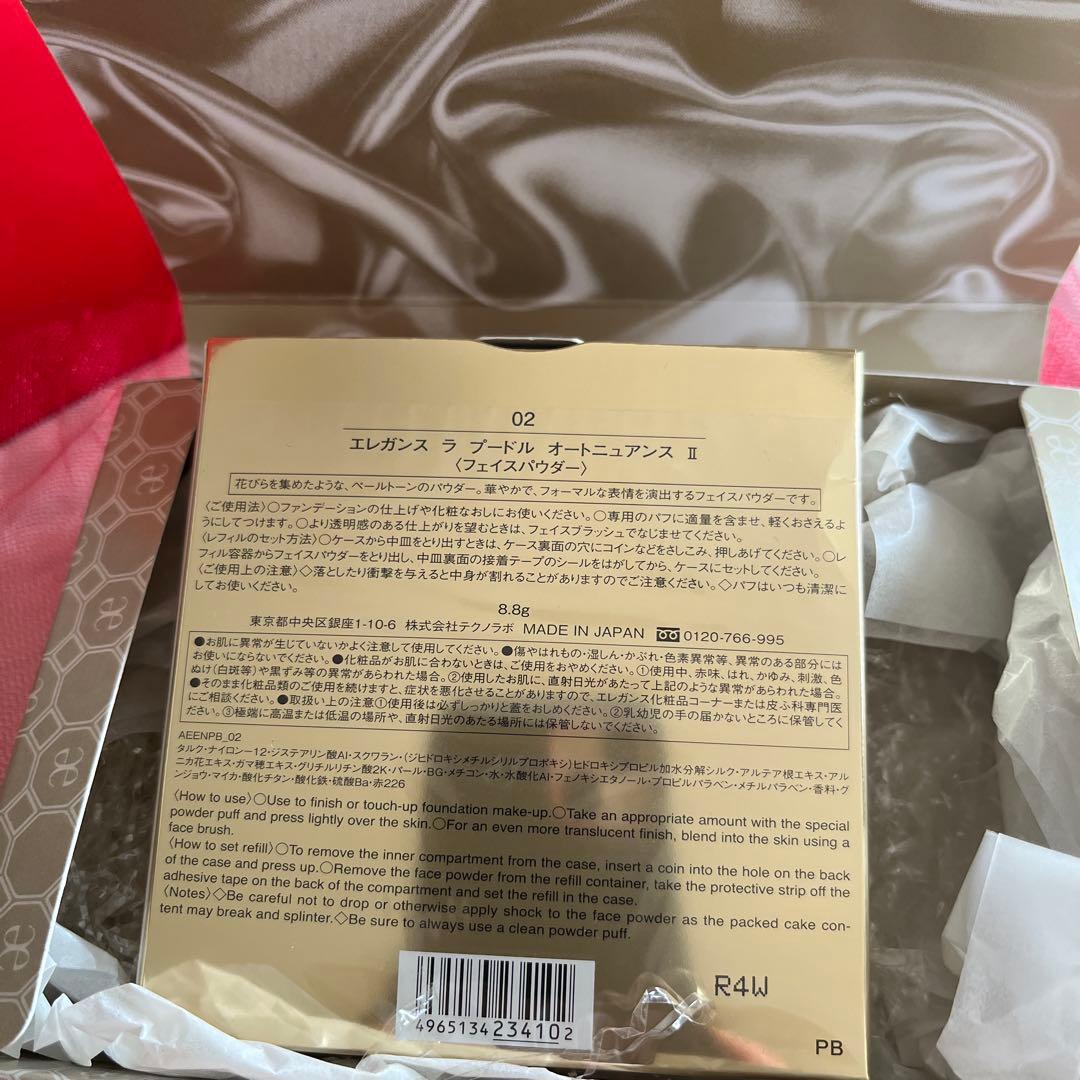 02
エレガンス ラ プードル オートニュアンス Ⅱ
〈フェイスパウダー〉
花びらを集めたような、ペールトーンのパウダー。華やかで、フォーマルな表情を演出するフェイスパウダーです。
〈ご使用法〉○ファンデーションの仕上げや化粧なおしにお使いください。○専用のパフに適量を含ませ、軽くおさえるよ
うにしてつけます。○より透明感のある仕上がりを望むときは、フェイスブラッシュでなじませてください。
〈レフィルのセット方法〉○ケースから中皿をとり出すときは、ケース裏面の穴にコインなどをさしこみ、押しあげてください。○レ
フィル容器からフェイスパウダーをとり出し、中皿裏面の接着テープのシールをはがしてから、ケースにセットしてください。
〈ご使用上の注意〉◇落としたり衝撃を与えると中身が割れることがありますのでご注意ください。◇パフはいつも清潔に
してお使いください。
8.8g
東京都中央区銀座1-10-6 株式会社テクノラボ MADE IN JAPAN 0120-766-995
●お肌に異常が生じていないかよく注意して使用してください。●傷やはれもの・湿しん・かぶれ・色素異常等、異常のある部分には
お使いにならないでください。●化粧品がお肌に合わないときは、ご使用をおやめください。①使用中、赤味、はれ、かゆみ、刺激、色
ぬけ(白斑等)や黒ずみ等の異常があらわれた場合。②使用したお肌に、直射日光があたって上記のような異常があらわれた場合。
●そのまま化粧品類のご使用を続けますと、症状を悪化させることがありますので、エレガンス化粧品コーナーまたは皮ふ科専門医
にご相談ください。●取扱い上の注意①使用後は必ずしっかりと蓋をおしめください。②乳幼児の手の届かないところに保管してく
ださい。③極端に高温または低温の場所や、直射日光のあたる場所には保管しないでください。
AEENPB_02
タルク・ナイロン-12・ジステアリン酸Al・スクワラン・(ジヒドロキシメチルシリルプロポキシ)ヒドロキシプロピル加水分解シルク・アルテア根エキス・アル
ニカ花エキス・ガマ穂エキス・グリチルリチン酸2K・パール・BG・メチコン・水・水酸化Al・フェノキシエタノール・プロピルパラベン・メチルパラベン・香料・グ
ンジョウ・マイカ・酸化チタン・酸化鉄・硫酸Ba・赤226
〈How to use〉○Use to finish or touch-up foundation make-up.○Take an appropriate amount with the special
powder puff and press lightly over the skin.○For an even more translucent finish, blend into the skin using a
face brush.
〈How to set refill〉○To remove the inner compartment from the case, insert a coin into the hole on the back
of the case and press up.○Remove the face powder from the refill container, take the protective strip off the
adhesive tape on the back of the compartment and set the refill in the case.
〈Notes〉◇Be careful not to drop or otherwise apply shock to the face powder as the packed cake con-
tent may break and splinter.◇Be sure to always use a clean powder puff.
4965134234102
R4W
PB